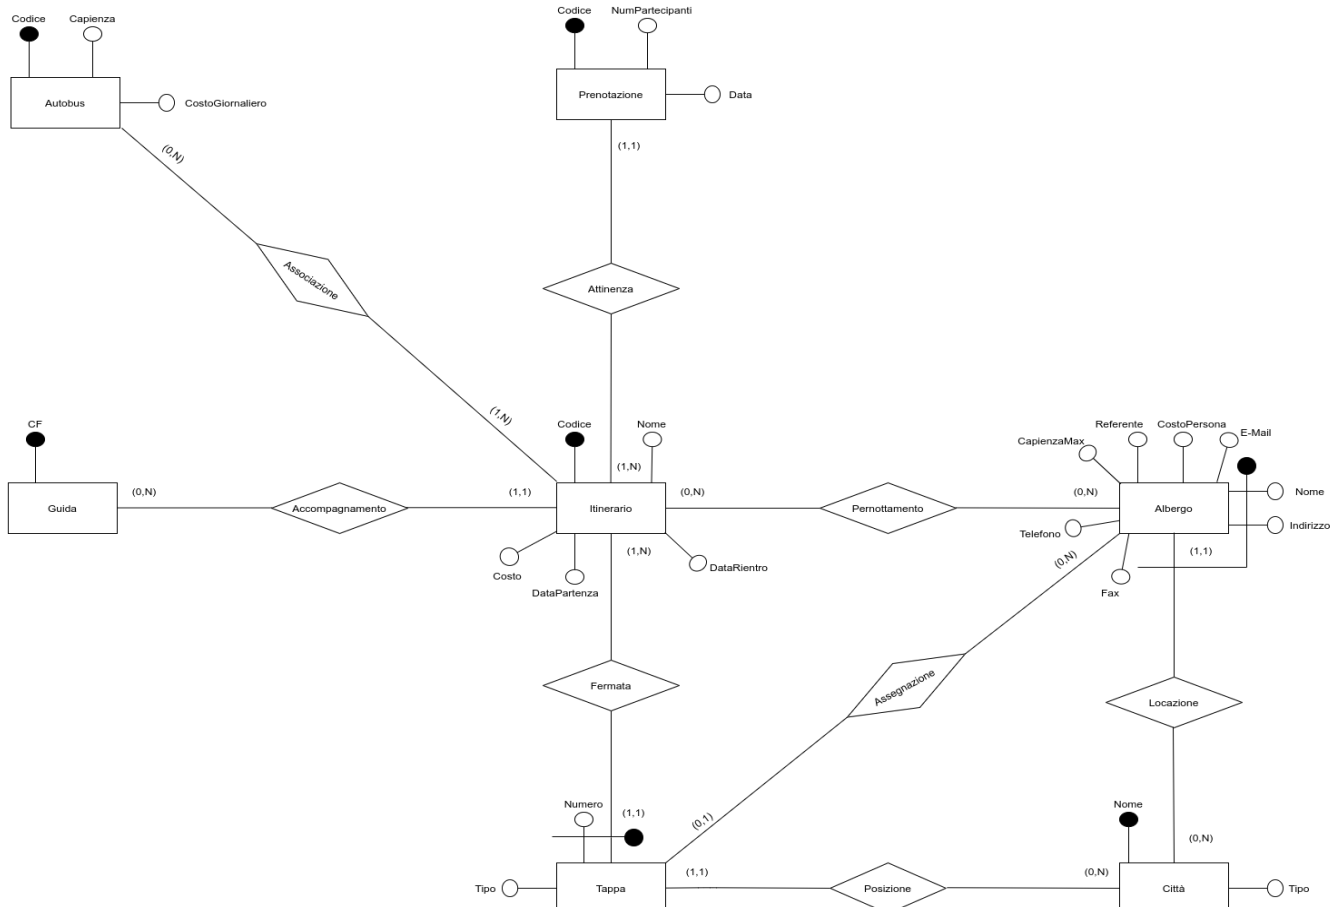 Codice
Capienza
Codice
NumPartecipanti
Autobus
CostoGiornaliero
Prenotazione
Data
(0,N)
(1,1)
Associazione
Attinenza
(1,N)
CF
Codice
Nome
Referente
CostoPersona
E-Mail
CapienzaMax
(1,N)
Guida
(0,N)
Accompagnamento
(1,1)
Itinerario
(0,N)
Pernottamento
(0,N)
Albergo
Nome
Indirizzo
Telefono
Costo
DataPartenza
(1,N)
DataRientro
(0,N)
(1,1)
Fax
Fermata
Assegnazione
Locazione
Numero
(1,1)
(0,1)
Nome
(0,N)
Tipo
Tappa
(1,1)
Posizione
(0,N)
Città
Tipo